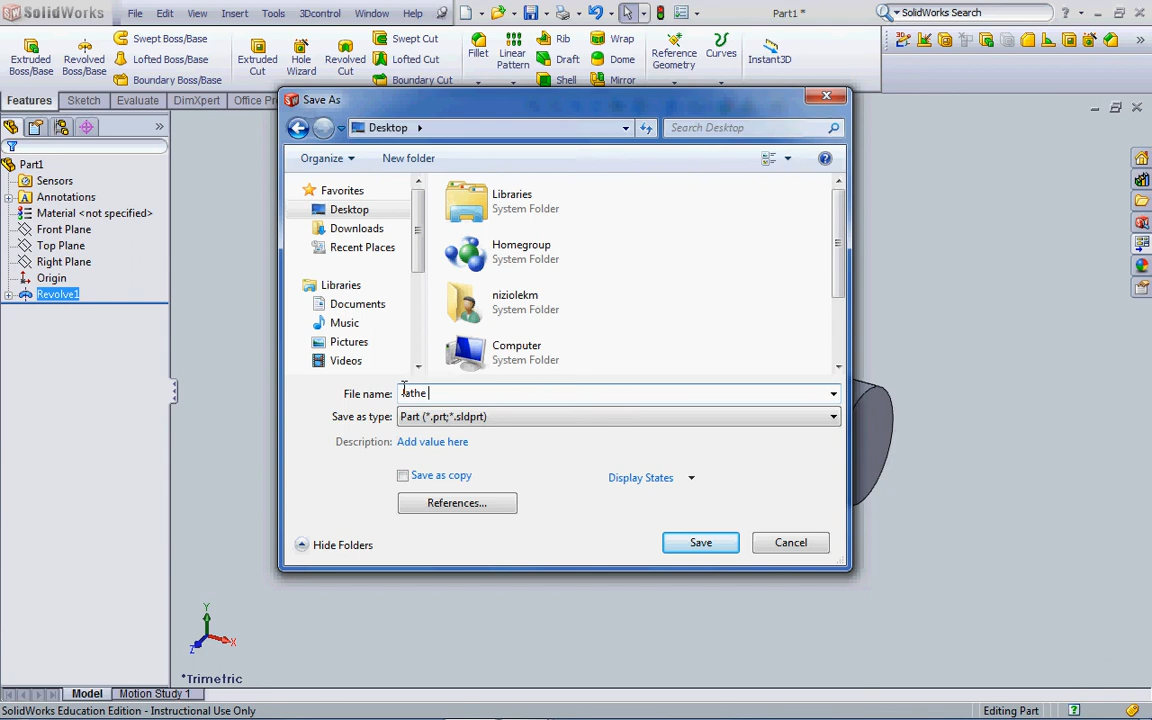 SolidWorks File Edit View Insert Tools 3Dcontrol Window Help Part1 * SolidWorks Search
Extruded Boss/Base Revolved Boss/Base Swept Boss/Base Lofted Boss/Base Boundary Boss/Base Extruded Cut Hole Wizard Revolved Cut Swept Cut Lofted Cut Boundary Cut Fillet Linear Pattern Rib Draft Shell Wrap Dome Mirror Reference Geometry Curves Instant3D
Features Sketch Evaluate DimXpert Office Pr
Save As
Desktop
Search Desktop
Organize New folder
Part1
Sensors
Annotations
Material <not specified>
Front Plane
Top Plane
Right Plane
Origin
Revolve1
Favorites
Desktop
Downloads
Recent Places
Libraries
Documents
Music
Pictures
Videos
Libraries
System Folder
Homegroup
System Folder
niziolekm
System Folder
Computer
System Folder
File name: lathe
Save as type: Part (*.prt;*.sldprt)
Description: Add value here
Save as copy Display States
References...
Hide Folders Save Cancel
Y
Z X
*Trimetric
Model Motion Study 1
SolidWorks Education Edition - Instructional Use Only Editing Part